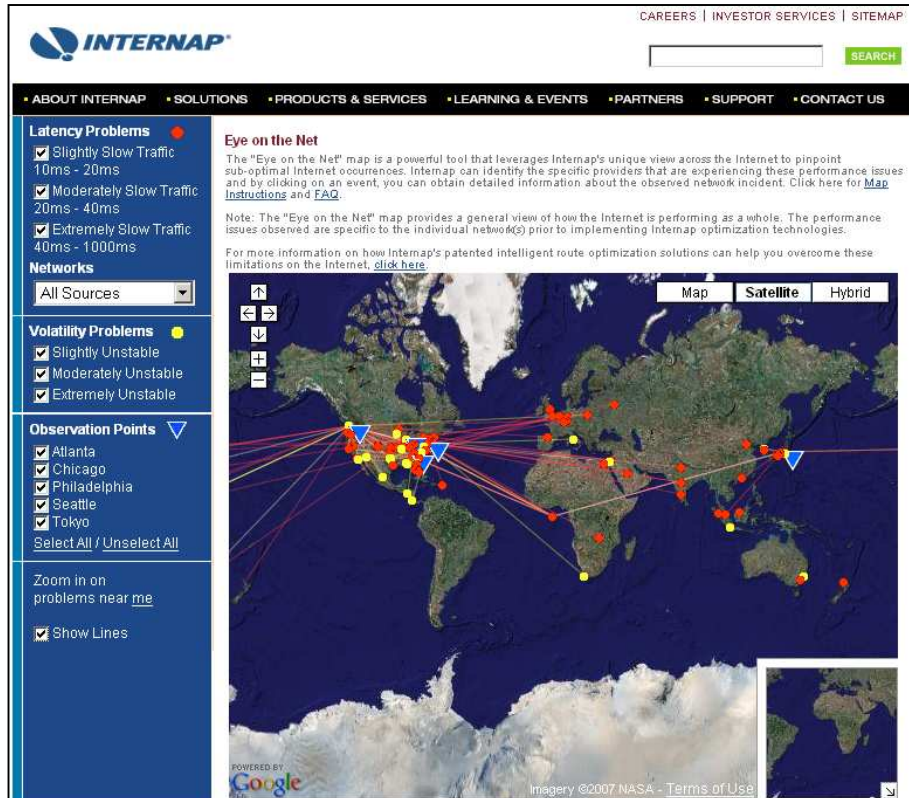 CAREERS | INVESTOR SERVICES | SITEMAP
INTERNAP
SEARCH
ABOUT INTERNAP SOLUTIONS PRODUCTS & SERVICES LEARNING & EVENTS PARTNERS SUPPORT CONTACT US
Latency Problems
Slightly Slow Traffic
10ms - 20ms
Moderately Slow Traffic
20ms - 40ms
Extremely Slow Traffic
40ms - 1000ms
Networks
All Sources
Volatility Problems
Slightly Unstable
Moderately Unstable
Extremely Unstable
Observation Points
Atlanta
Chicago
Philadelphia
Seattle
Tokyo
Select All / Unselect All
Zoom in on
problems near me
Show Lines
Eye on the Net
The "Eye on the Net" map is a powerful tool that leverages Internap's unique view across the Internet to pinpoint
sub-optimal Internet occurrences. Internap can identify the specific providers that are experiencing these performance issues
and by clicking on an event, you can obtain detailed information about the observed network incident. Click here for Map
Instructions and FAQ.
Note: The "Eye on the Net" map provides a general view of how the Internet is performing as a whole. The performance
issues observed are specific to the individual network(s) prior to implementing Internap optimization technologies.
For more information on how Internap's patented intelligent route optimization solutions can help you overcome these
limitations on the Internet, click here.
Map Satellite Hybrid
POWERED BY
Google
Imagery ©2007 NASA - Terms of Use